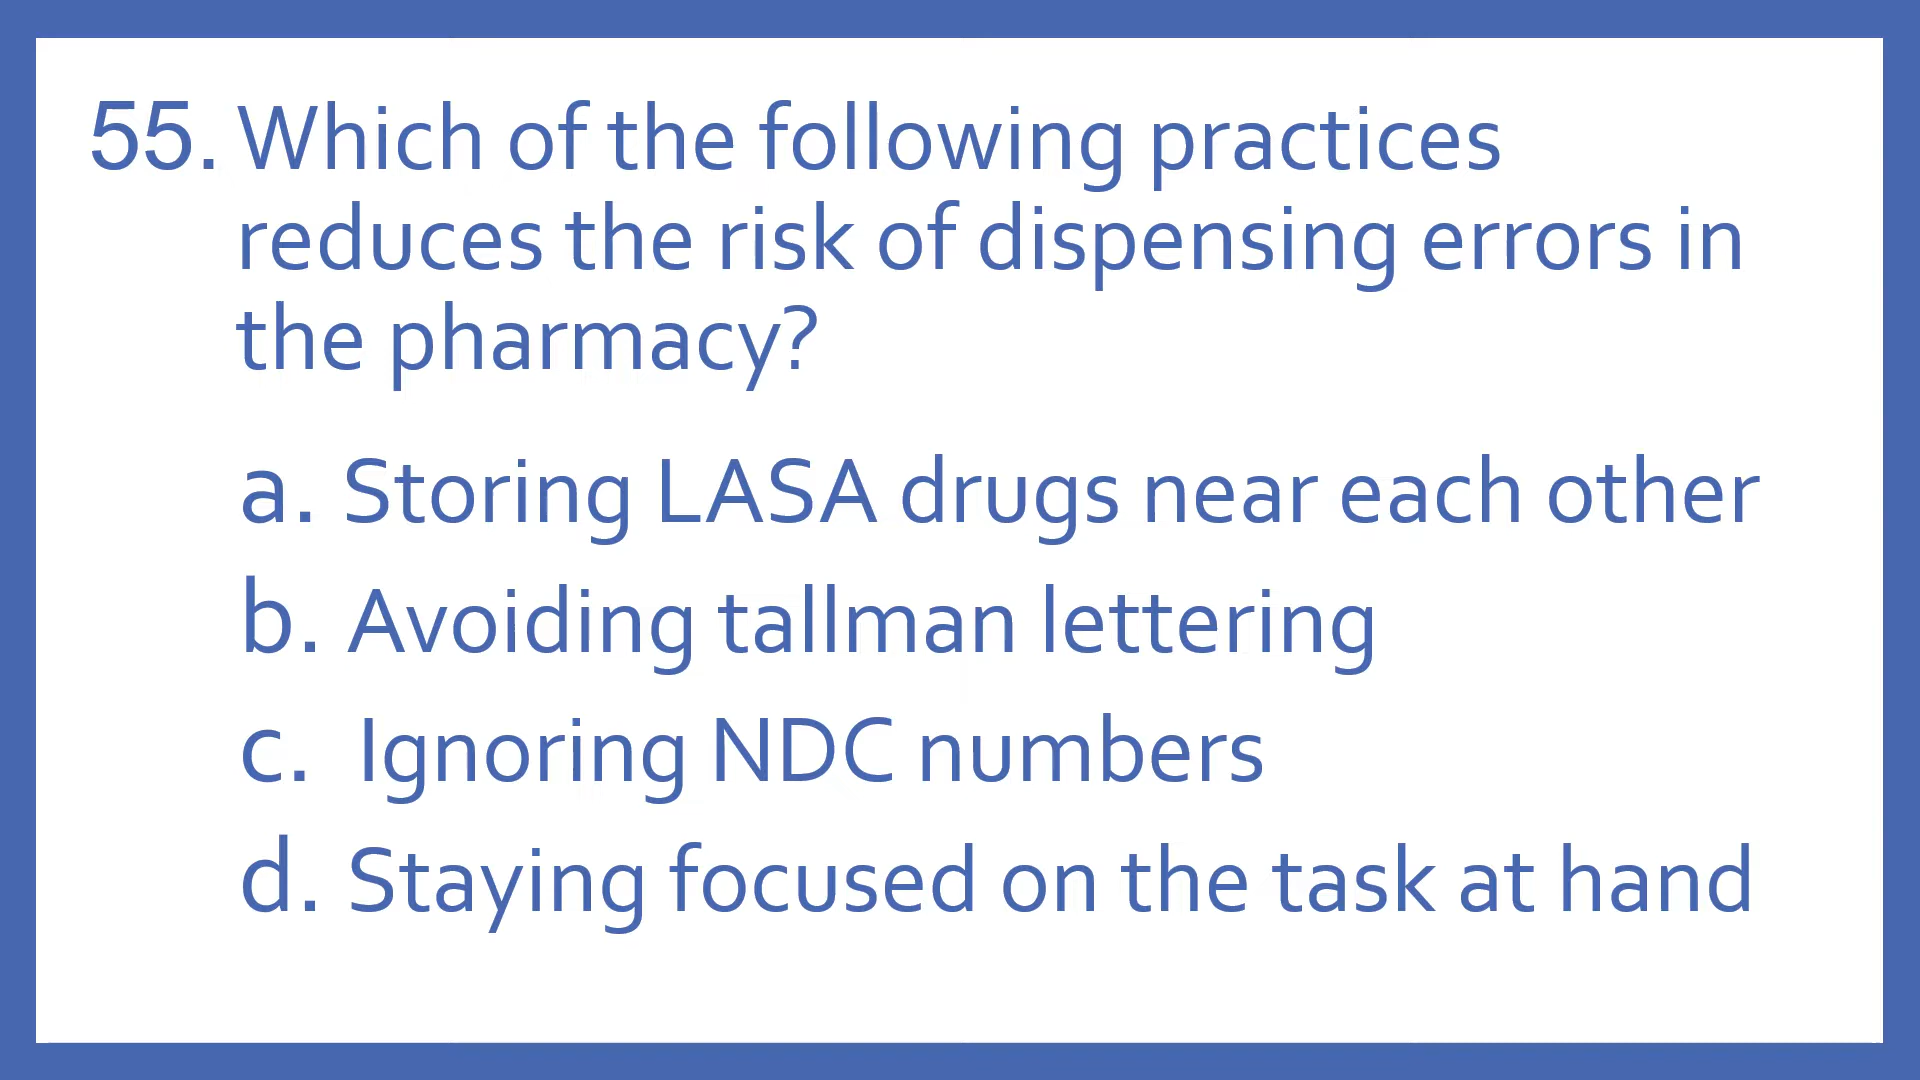 55. Which of the following practices
reduces the risk of dispensing errors in
the pharmacy?
a. Storing LASA drugs near each other
b. Avoiding tallman lettering
c. Ignoring NDC numbers
d. Staying focused on the task at hand